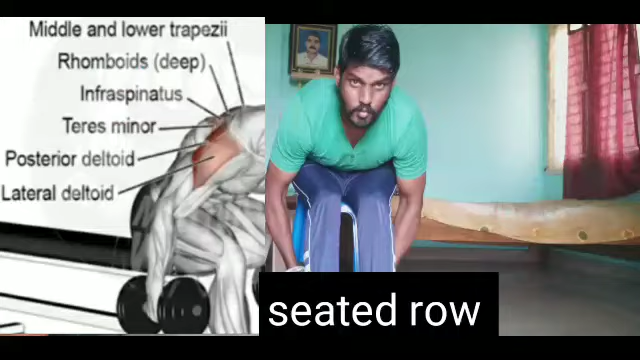 Middle and lower trapezii
Rhomboids (deep)
Infraspinatus
Teres minor
Posterior deltoid
Lateral deltoid
seated row